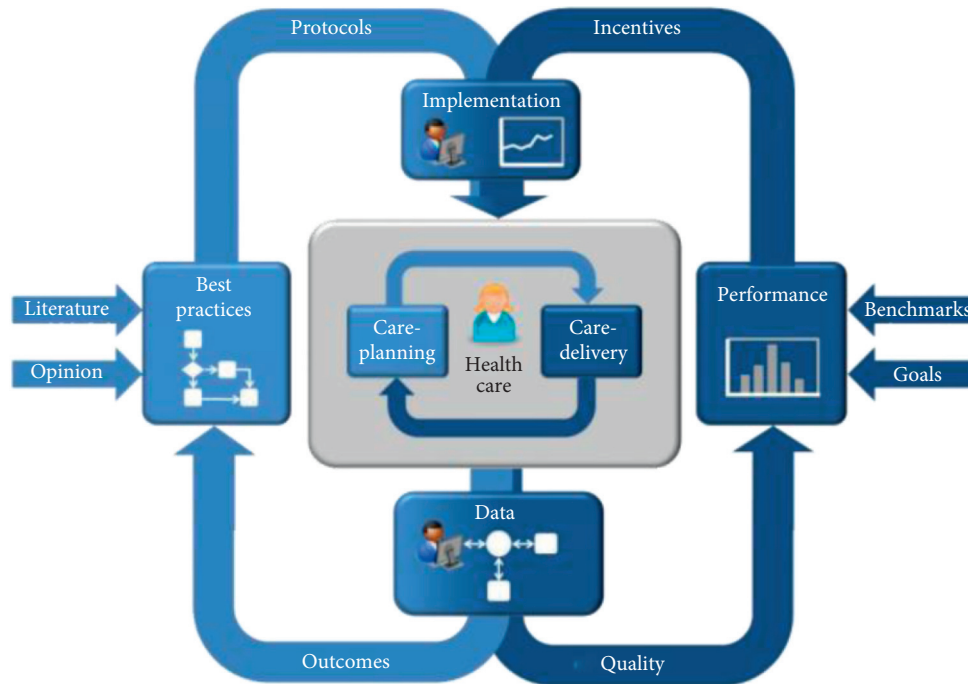 Protocols
Incentives
Implementation
Best
practices
Performance
Literature
Benchmarks
Care-
planning
Care-
delivery
Health
care
Opinion
Goals
Data
Outcomes
Quality